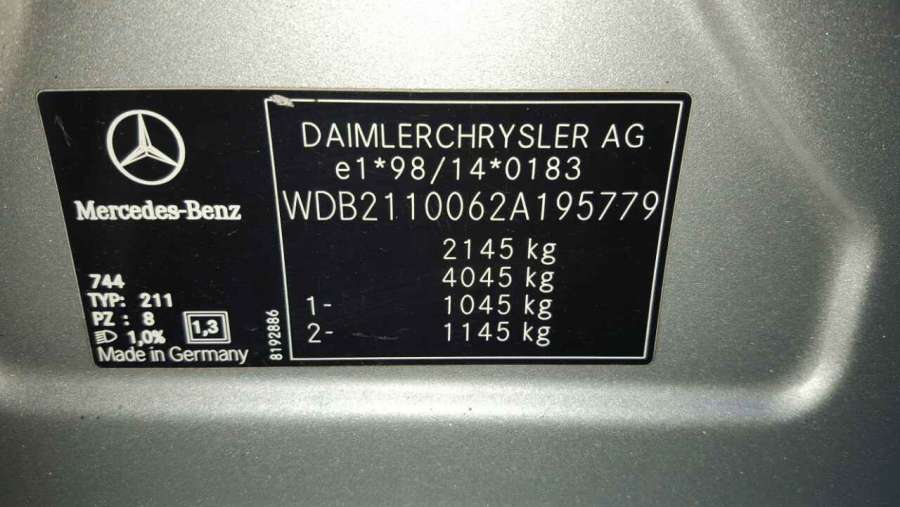 Mercedes-Benz
744
TYP: 211
PZ : 8
1,0%
1,3
Made in Germany
8192886
DAIMLERCHRYSLER AG
e1*98/14*0183
WDB2110062A195779
2145 kg
4045 kg
1- 1045 kg
2- 1145 kg